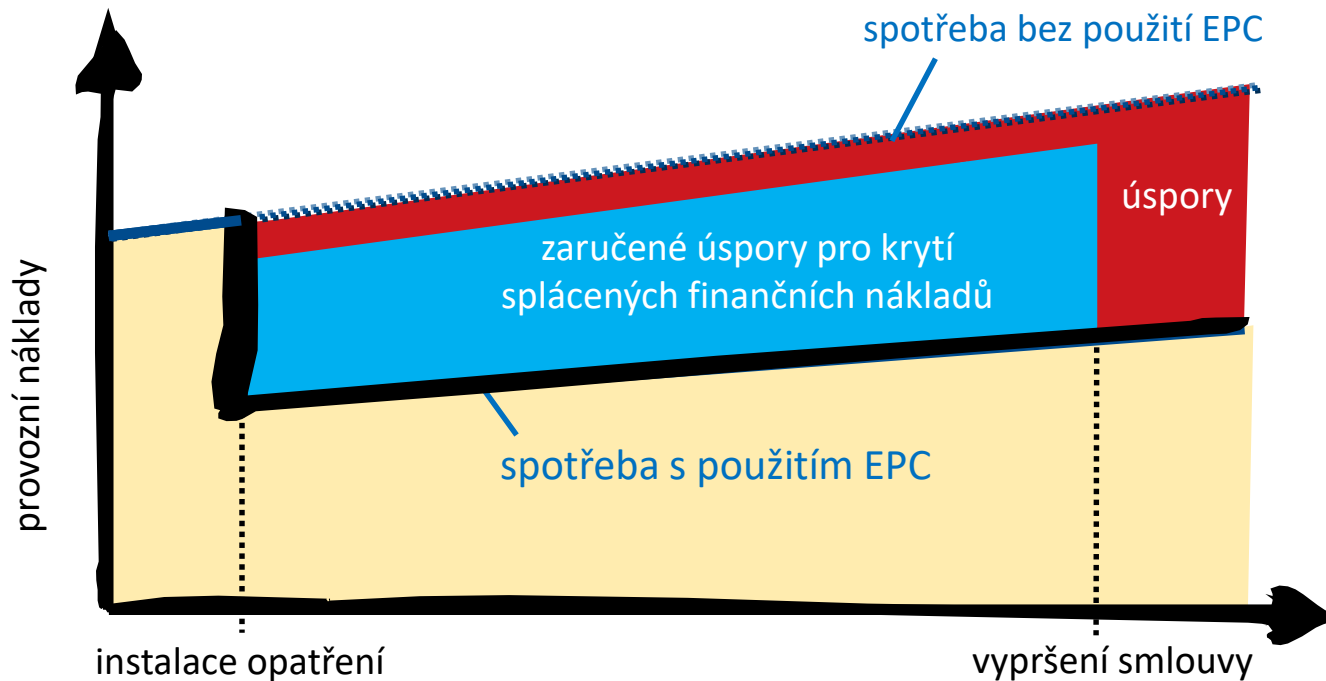 spotřeba bez použití EPC
úspory
zaručené úspory pro krytí
splácených finančních nákladů
provozní náklady
spotřeba s použitím EPC
instalace opatření
vypršení smlouvy